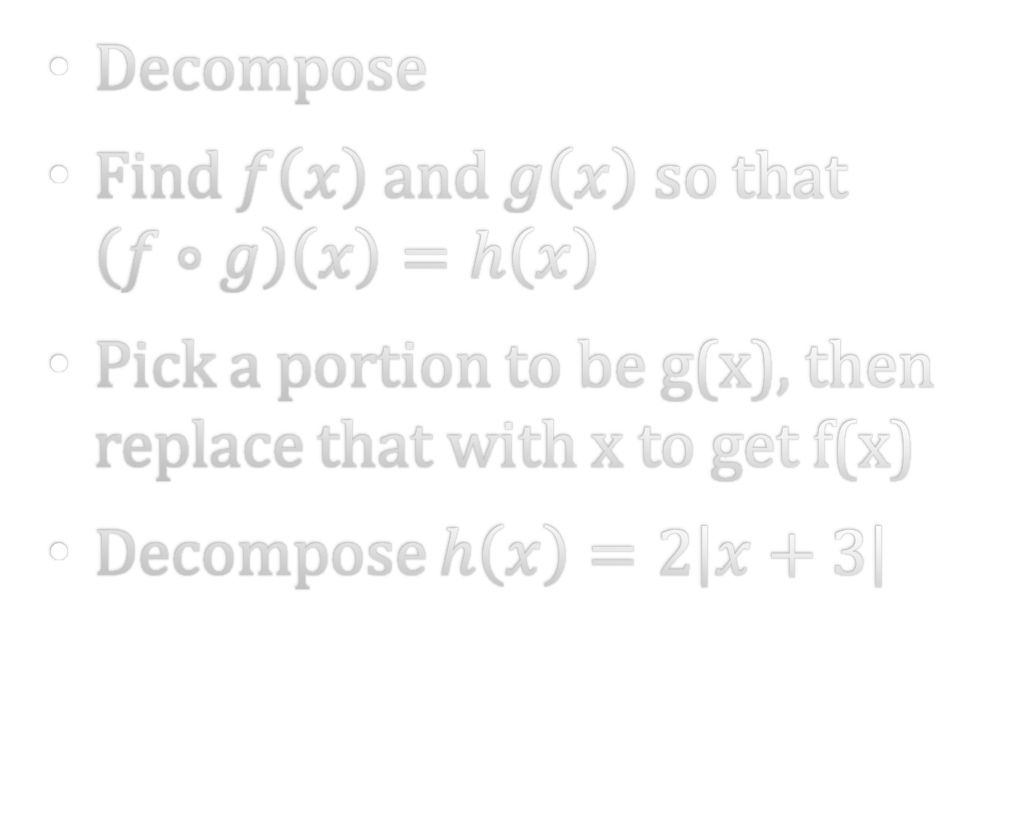 Decompose
Find f(x) and g(x) so that
(f ∘ g)(x) = h(x)
Pick a portion to be g(x), then
replace that with x to get f(x)
Decompose h(x) = 2|x + 3|